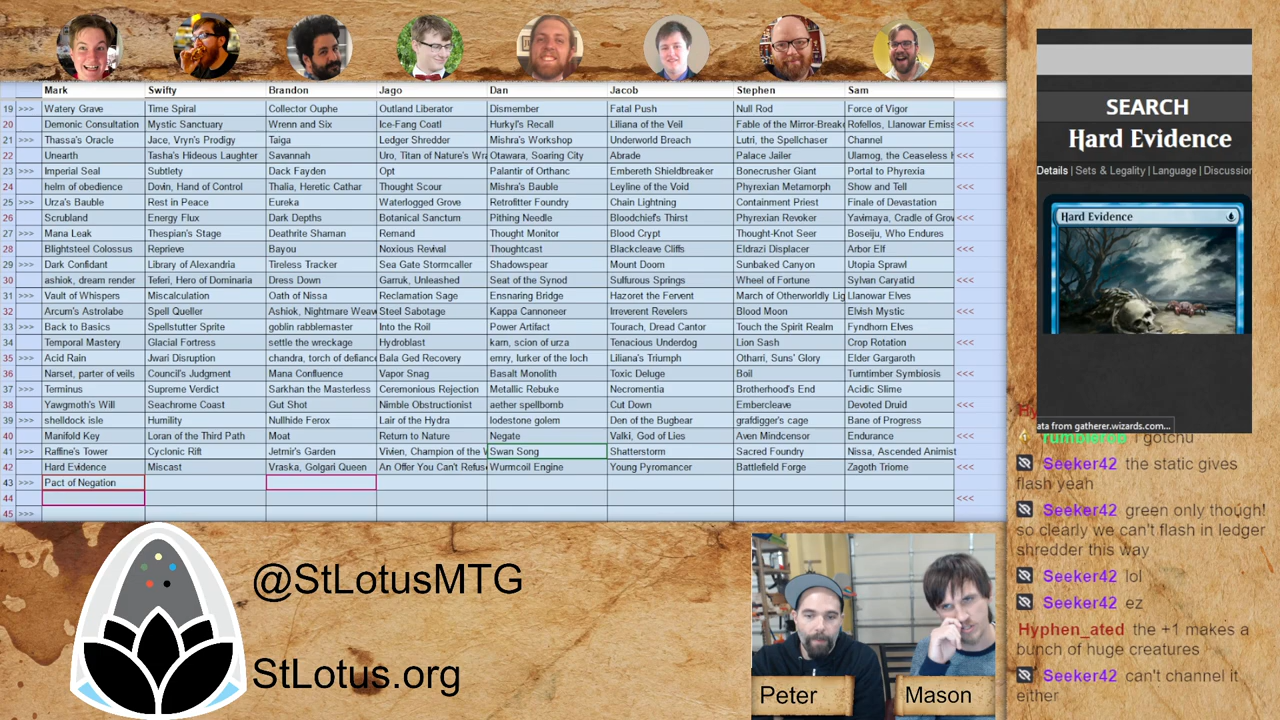 Mark Swifty Brandon Jago Dan Jacob Stephen Sam
19 >>> Watery Grave Time Spiral Collector Ouphe Outland Liberator Dismember Fatal Push Null Rod Force of Vigor
20 Demonic Consultation Mystic Sanctuary Wrenn and Six Ice-Fang Coatl Hurkyl's Recall Liliana of the Veil Fable of the Mirror-Breake Rofellos, Llanowar Emiss <<<
21 >>> Thassa's Oracle Jace, Vryn's Prodigy Taiga Ledger Shredder Mishra's Workshop Underworld Breach Lutri, the Spellchaser Channel
22 Unearth Tasha's Hideous Laughter Savannah Uro, Titan of Nature's Wra Otawara, Soaring City Abrade Palace Jailer Ulamog, the Ceaseless H <<<
23 >>> Imperial Seal Subtlety Dack Fayden Opt Palantir of Orthanc Embereth Shieldbreaker Bonecrusher Giant Portal to Phyrexia
24 helm of obedience Dovin, Hand of Control Thalia, Heretic Cathar Thought Scour Mishra's Bauble Leyline of the Void Phyrexian Metamorph Show and Tell <<<
25 >>> Urza's Bauble Rest in Peace Eureka Waterlogged Grove Retrofitter Foundry Chain Lightning Containment Priest Finale of Devastation
26 Scrubland Energy Flux Dark Depths Botanical Sanctum Pithing Needle Bloodchief's Thirst Phyrexian Revoker Yavimaya, Cradle of Grow <<<
27 >>> Mana Leak Thespian's Stage Deathrite Shaman Remand Thought Monitor Blood Crypt Thought-Knot Seer Boseiju, Who Endures
28 Blightsteel Colossus Reprieve Bayou Noxious Revival Thoughtcast Blackcleave Cliffs Eldrazi Displacer Arbor Elf <<<
29 >>> Dark Confidant Library of Alexandria Tireless Tracker Sea Gate Stormcaller Shadowspear Mount Doom Sunbaked Canyon Utopia Sprawl
30 ashiok, dream render Teferi, Hero of Dominaria Dress Down Garruk, Unleashed Seat of the Synod Sulfurous Springs Wheel of Fortune Sylvan Caryatid <<<
31 >>> Vault of Whispers Miscalculation Oath of Nissa Reclamation Sage Ensnaring Bridge Hazoret the Fervent March of Otherworldly Lig Llanowar Elves
32 Arcum's Astrolabe Spell Queller Ashiok, Nightmare Weav Steel Sabotage Kappa Cannoneer Irreverent Revelers Blood Moon Elvish Mystic <<<
33 >>> Back to Basics Spellstutter Sprite goblin rabblemaster Into the Roil Power Artifact Tourach, Dread Cantor Touch the Spirit Realm Fyndhorn Elves
34 Temporal Mastery Glacial Fortress settle the wreckage Hydroblast karn, scion of urza Tenacious Underdog Lion Sash Crop Rotation <<<
35 >>> Acid Rain Jwari Disruption chandra, torch of defiance Bala Ged Recovery emry, lurker of the loch Liliana's Triumph Otharri, Suns' Glory Elder Gargaroth
36 Narset, parter of veils Council's Judgment Mana Confluence Vapor Snag Basalt Monolith Toxic Deluge Boil Turntimber Symbiosis <<<
37 >>> Terminus Supreme Verdict Sarkhan the Masterless Ceremonious Rejection Metallic Rebuke Necromentia Brotherhood's End Acidic Slime
38 Yawgmoth's Will Seachrome Coast Gut Shot Nimble Obstructionist aether spellbomb Cut Down Embercleave Devoted Druid <<<
39 >>> shelldock isle Humility Nullhide Ferox Lair of the Hydra lodestone golem Den of the Bugbear grafdigger's cage Bane of Progress
40 Manifold Key Loran of the Third Path Moat Return to Nature Negate Valki, God of Lies Aven Mindcensor Endurance <<<
41 >>> Raffine's Tower Cyclonic Rift Jetmir's Garden Vivien, Champion of the W Swan Song Shatterstorm Sacred Foundry Nissa, Ascended Animist
42 Hard Evidence Miscast Vraska, Golgari Queen An Offer You Can't Refuse Wurmcoil Engine Young Pyromancer Battlefield Forge Zagoth Triome <<<
43 >>> Pact of Negation
44 <<<
45 >>>
@StLotusMTG
StLotus.org
Peter Mason
SEARCH
Hard Evidence
Details | Sets & Legality | Language | Discussion
Hard Evidence
ata from gatherer.wizards.com...
rumblerob I gotchu
Seeker42 the static gives
flash yeah
Seeker42 green only though!
so clearly we can't flash in ledger
shredder this way
Seeker42 lol
Seeker42 ez
Hyphen_ated the +1 makes a
bunch of huge creatures
Seeker42 can't channel it
either